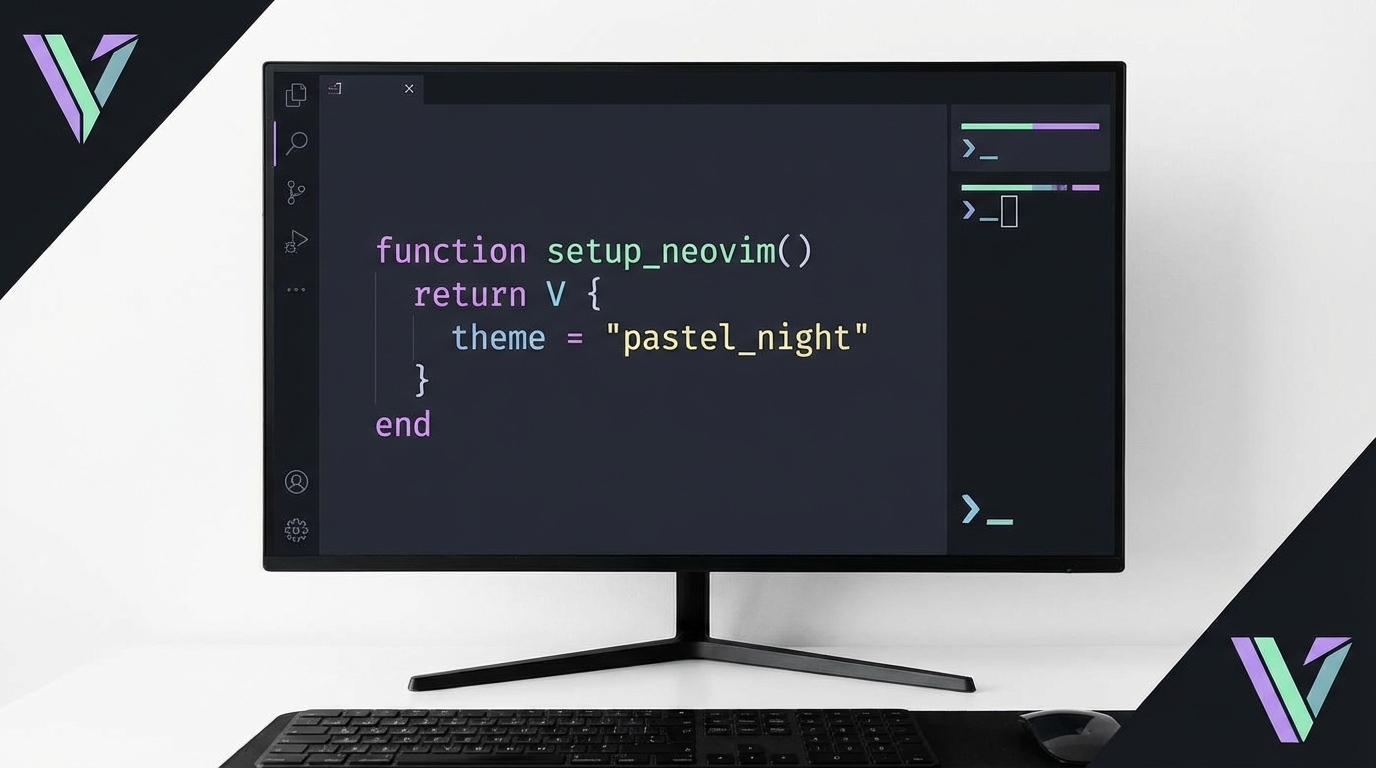 function setup_neovim()
  return V {
    theme = "pastel_night"
  }
end